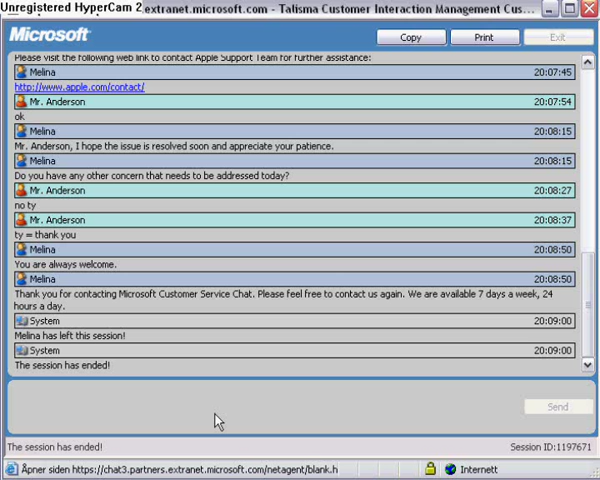 Unregistered HyperCam 2 extranet.microsoft.com - Talisma Customer Interaction Management Cus...
Microsoft
Copy Print Exit
Please visit the following web link to contact Apple Support Team for further assistance:
Melina 20:07:45
http://www.apple.com/contact/
Mr. Anderson 20:07:54
ok
Melina 20:08:15
Mr. Anderson, I hope the issue is resolved soon and appreciate your patience.
Melina 20:08:15
Do you have any other concern that needs to be addressed today?
Mr. Anderson 20:08:27
no ty
Mr. Anderson 20:08:37
ty = thank you
Melina 20:08:50
You are always welcome.
Melina 20:08:50
Thank you for contacting Microsoft Customer Service Chat. Please feel free to contact us again. We are available 7 days a week, 24
hours a day.
System 20:09:00
Melina has left this session!
System 20:09:00
The session has ended!
Send
The session has ended! Session ID:1197671
Åpner siden https://chat3.partners.extranet.microsoft.com/netagent/blank.h Internett